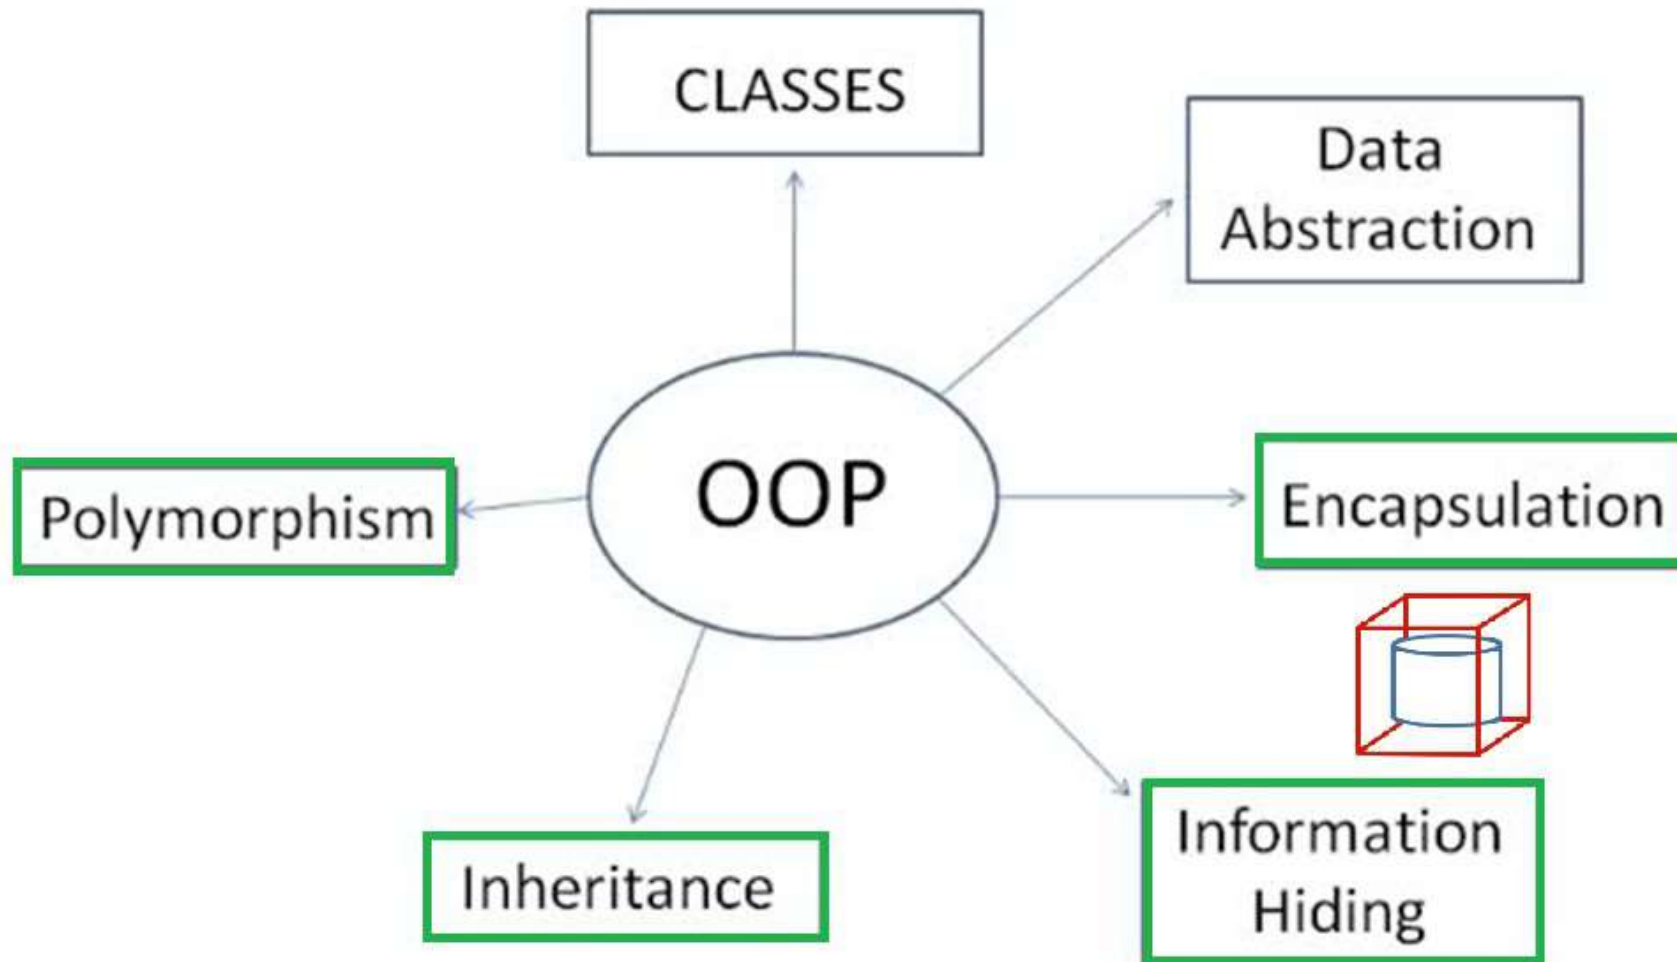 CLASSES
Data
Abstraction
OOP
Polymorphism
Encapsulation
Inheritance
Information
Hiding